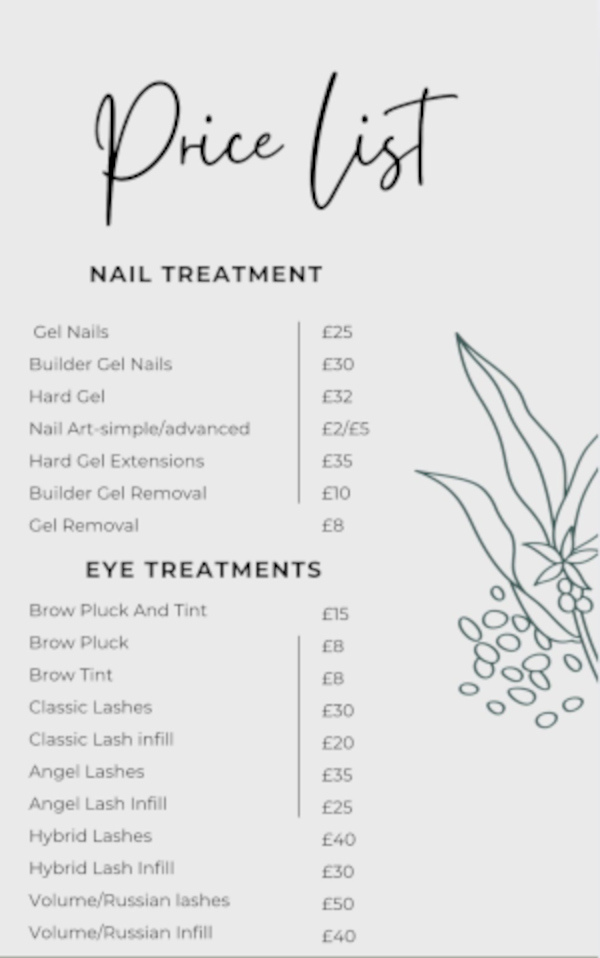 Price List
NAIL TREATMENT
Gel Nails £25
Builder Gel Nails £30
Hard Gel £32
Nail Art-simple/advanced £2/£5
Hard Gel Extensions £35
Builder Gel Removal £10
Gel Removal £8
EYE TREATMENTS
Brow Pluck And Tint £15
Brow Pluck £8
Brow Tint £8
Classic Lashes £30
Classic Lash infill £20
Angel Lashes £35
Angel Lash Infill £25
Hybrid Lashes £40
Hybrid Lash Infill £30
Volume/Russian lashes £50
Volume/Russian Infill £40